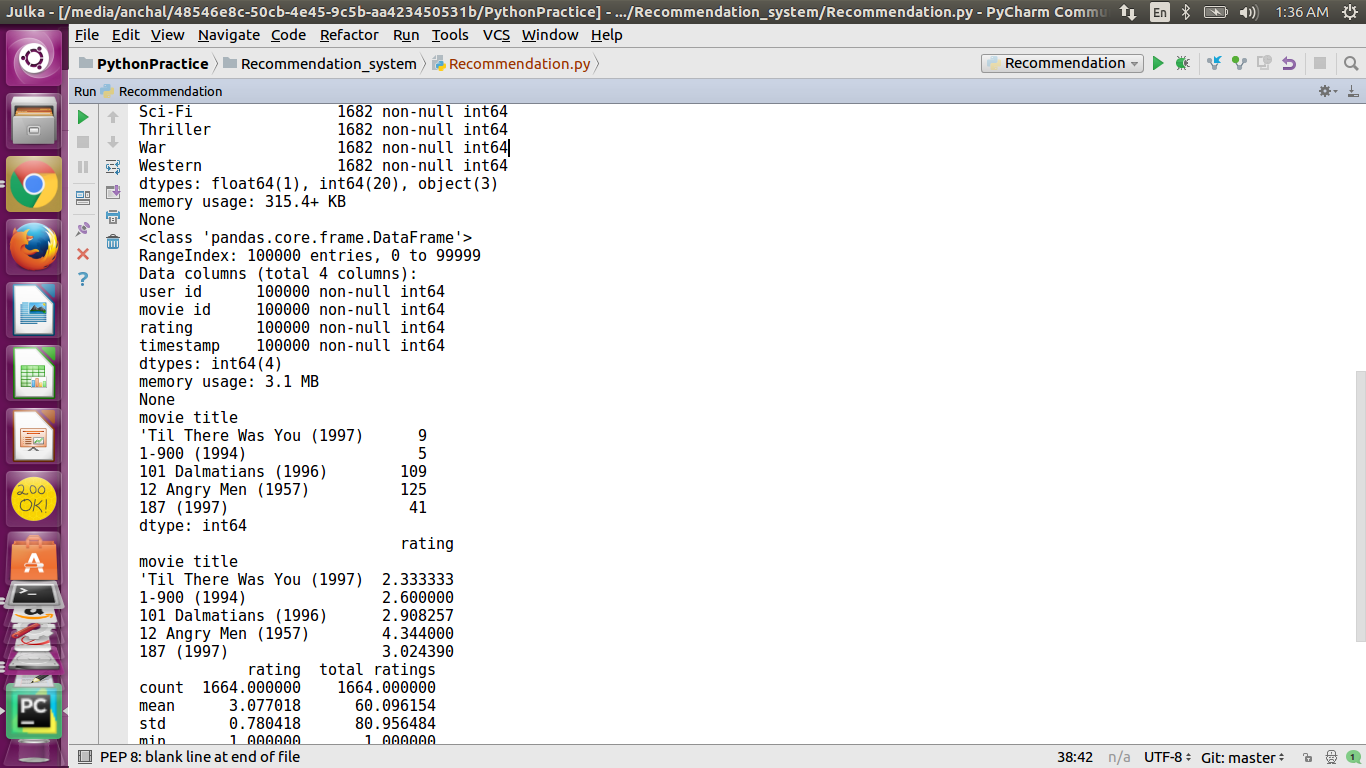 Julka - [/media/anchal/48546e8c-50cb-4e45-9c5b-aa423450531b/PythonPractice] - .../Recommendation_system/Recommendation.py - PyCharm Commu
En
1:36 AM
File Edit View Navigate Code Refactor Run Tools VCS Window Help
PythonPractice Recommendation_system Recommendation.py
Recommendation
Run Recommendation
Sci-Fi 1682 non-null int64
Thriller 1682 non-null int64
War 1682 non-null int64
Western 1682 non-null int64
dtypes: float64(1), int64(20), object(3)
memory usage: 315.4+ KB
None
<class 'pandas.core.frame.DataFrame'>
RangeIndex: 100000 entries, 0 to 99999
Data columns (total 4 columns):
user id 100000 non-null int64
movie id 100000 non-null int64
rating 100000 non-null int64
timestamp 100000 non-null int64
dtypes: int64(4)
memory usage: 3.1 MB
None
movie title
'Til There Was You (1997) 9
1-900 (1994) 5
101 Dalmatians (1996) 109
12 Angry Men (1957) 125
187 (1997) 41
dtype: int64
rating
movie title
'Til There Was You (1997) 2.333333
1-900 (1994) 2.600000
101 Dalmatians (1996) 2.908257
12 Angry Men (1957) 4.344000
187 (1997) 3.024390
rating total ratings
count 1664.000000 1664.000000
mean 3.077018 60.096154
std 0.780418 80.956484
min 1.000000 1.000000
200
OK!
PC
PEP 8: blank line at end of file
38:42 n/a UTF-8 Git: master 1